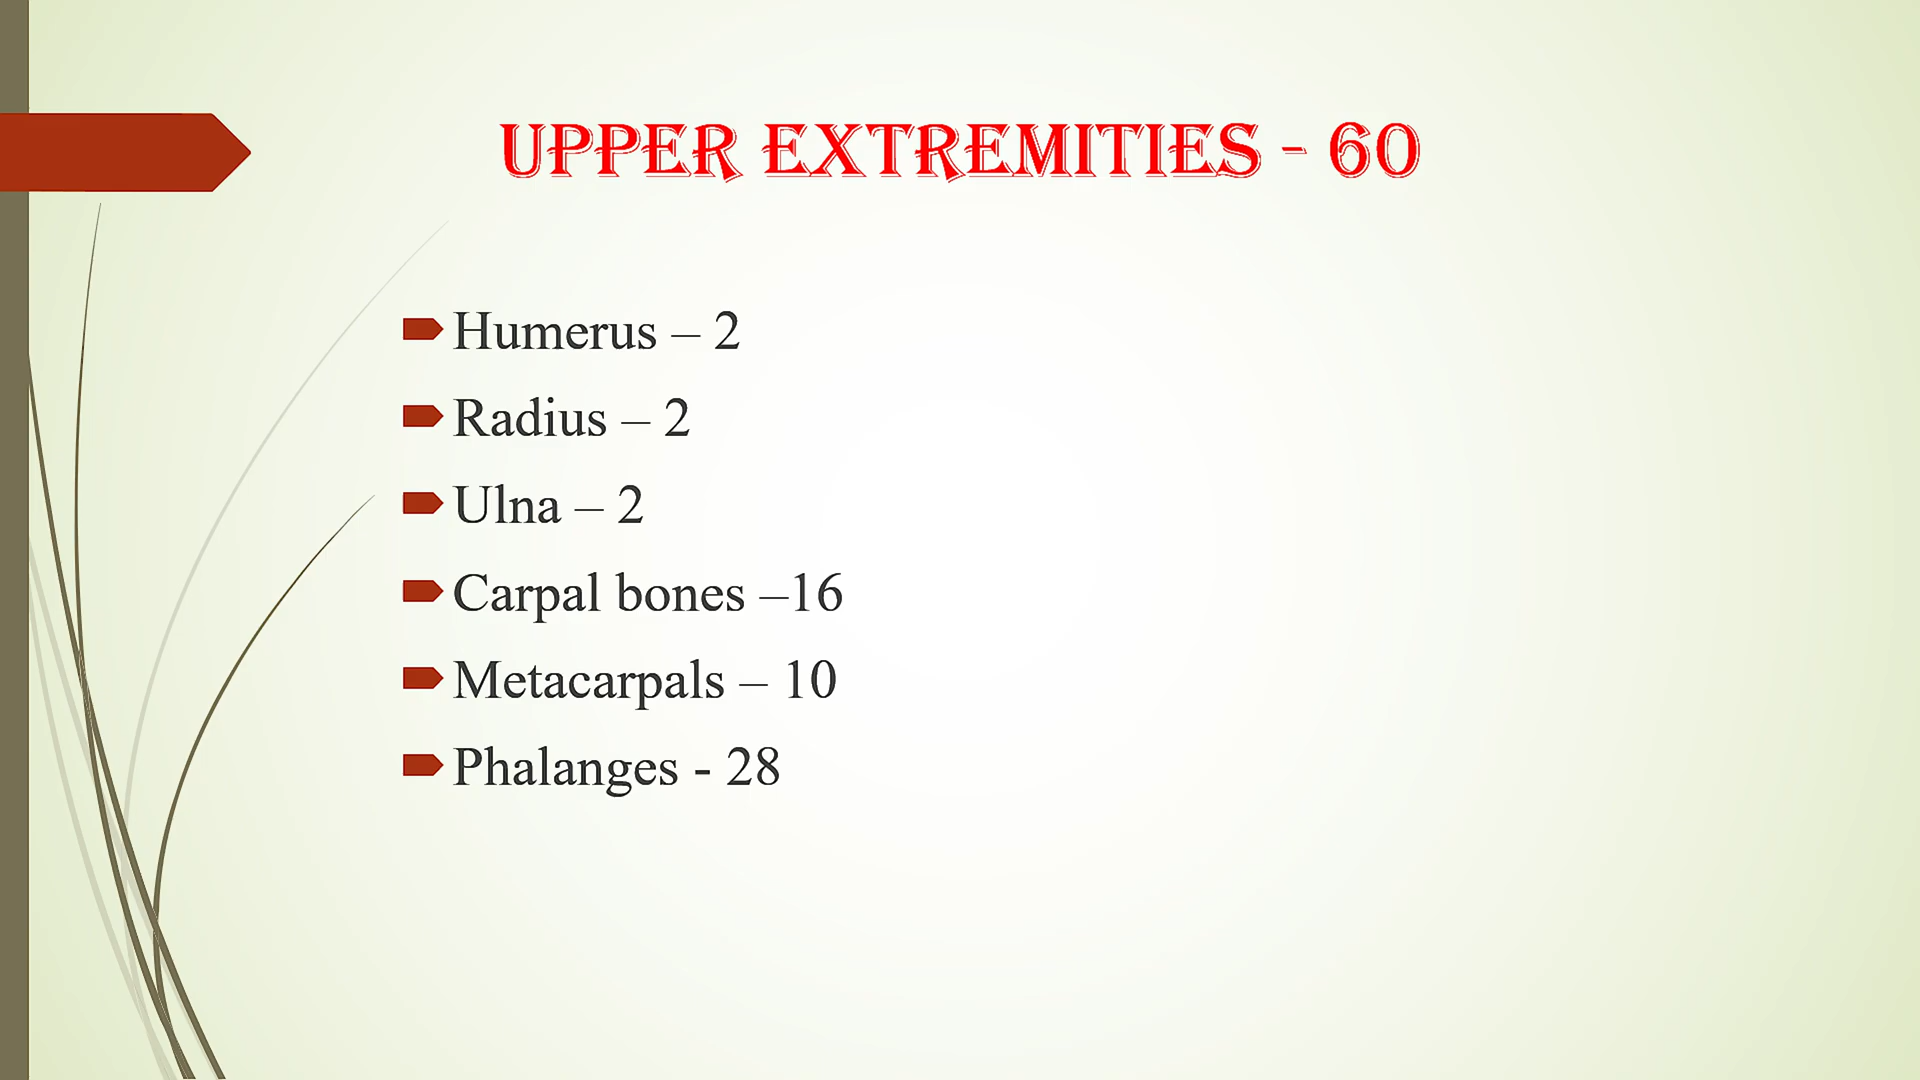 UPPER EXTREMITIES - 60
Humerus – 2
Radius – 2
Ulna – 2
Carpal bones –16
Metacarpals – 10
Phalanges - 28